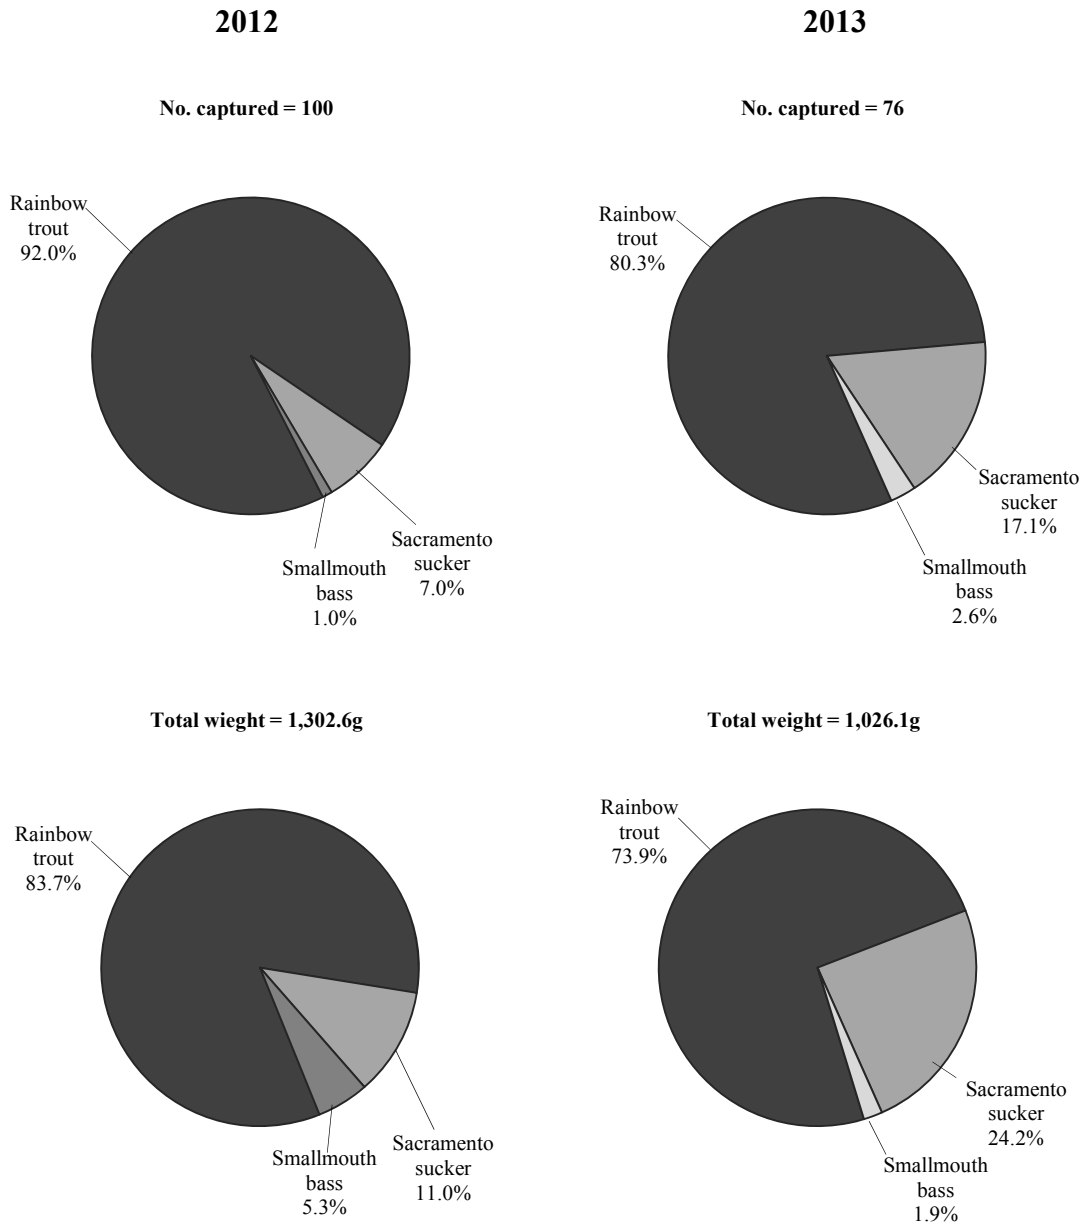 2012
2013
No. captured = 100
No. captured = 76
Rainbow
trout
92.0%
Sacramento
sucker
7.0%
Smallmouth
bass
1.0%
Rainbow
trout
80.3%
Sacramento
sucker
17.1%
Smallmouth
bass
2.6%
Total wieght = 1,302.6g
Total weight = 1,026.1g
Rainbow
trout
83.7%
Sacramento
sucker
11.0%
Smallmouth
bass
5.3%
Rainbow
trout
73.9%
Sacramento
sucker
24.2%
Smallmouth
bass
1.9%